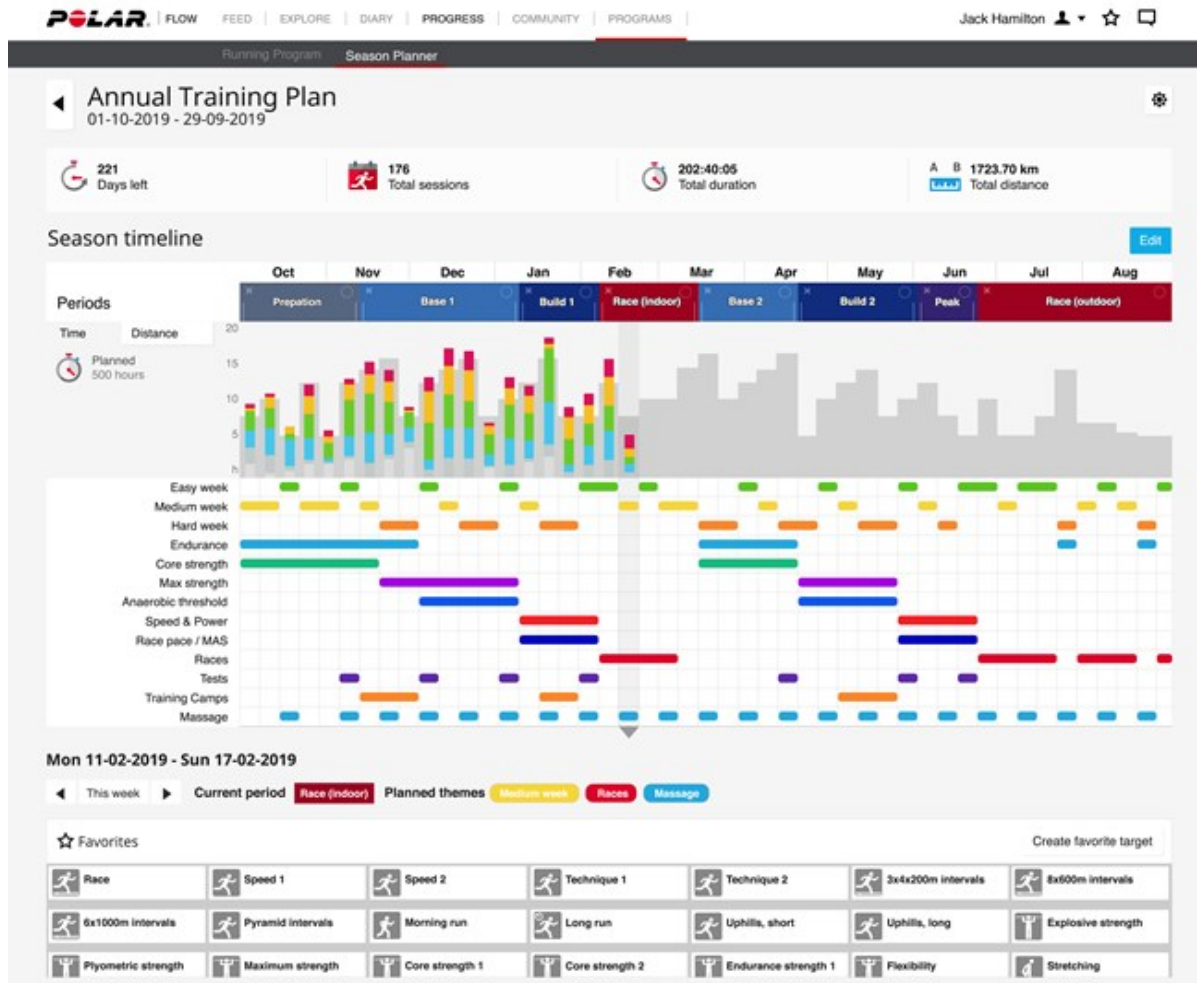 POLAR. FLOW FEED EXPLORE DIARY PROGRESS COMMUNITY PROGRAMS Jack Hamilton
Running Program Season Planner
Annual Training Plan
01-10-2019 - 29-09-2019
221
Days left
176
Total sessions
202:40:05
Total duration
A B
1723.70 km
Total distance
Season timeline Edit
Oct Nov Dec Jan Feb Mar Apr May Jun Jul Aug
Periods Prepation Base 1 Build 1 Race (indoor) Base 2 Build 2 Peak Race (outdoor)
Time Distance
Planned
500 hours
20
15
10
5
h
Easy week
Medium week
Hard week
Endurance
Core strength
Max strength
Anaerobic threshold
Speed & Power
Race pace / MAS
Races
Tests
Training Camps
Massage
Mon 11-02-2019 - Sun 17-02-2019
This week Current period Race (indoor) Planned themes Medium week Races Massage
Favorites Create favorite target
Race Speed 1 Speed 2 Technique 1 Technique 2 3x4x200m intervals 8x600m intervals
6x1000m intervals Pyramid intervals Morning run Long run Uphills, short Uphills, long Explosive strength
Plyometric strength Maximum strength Core strength 1 Core strength 2 Endurance strength 1 Flexibility Stretching